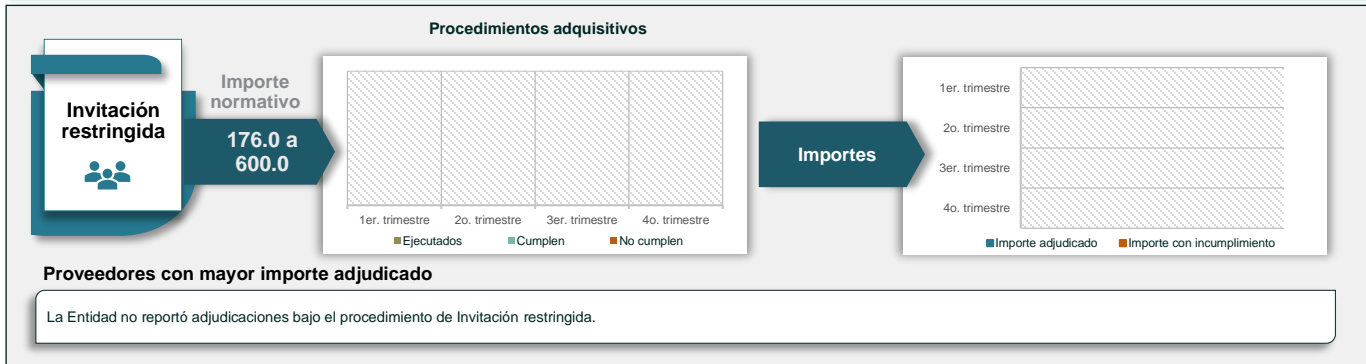 Procedimientos adquisitivos
Invitación
restringida
Importe
normativo
176.0 a
600.0
1er. trimestre
2o. trimestre
3er. trimestre
4o. trimestre
Ejecutados
Cumplen
No cumplen
Importes
1er. trimestre
2o. trimestre
3er. trimestre
4o. trimestre
Importe adjudicado
Importe con incumplimiento
Proveedores con mayor importe adjudicado
La Entidad no reportó adjudicaciones bajo el procedimiento de Invitación restringida.